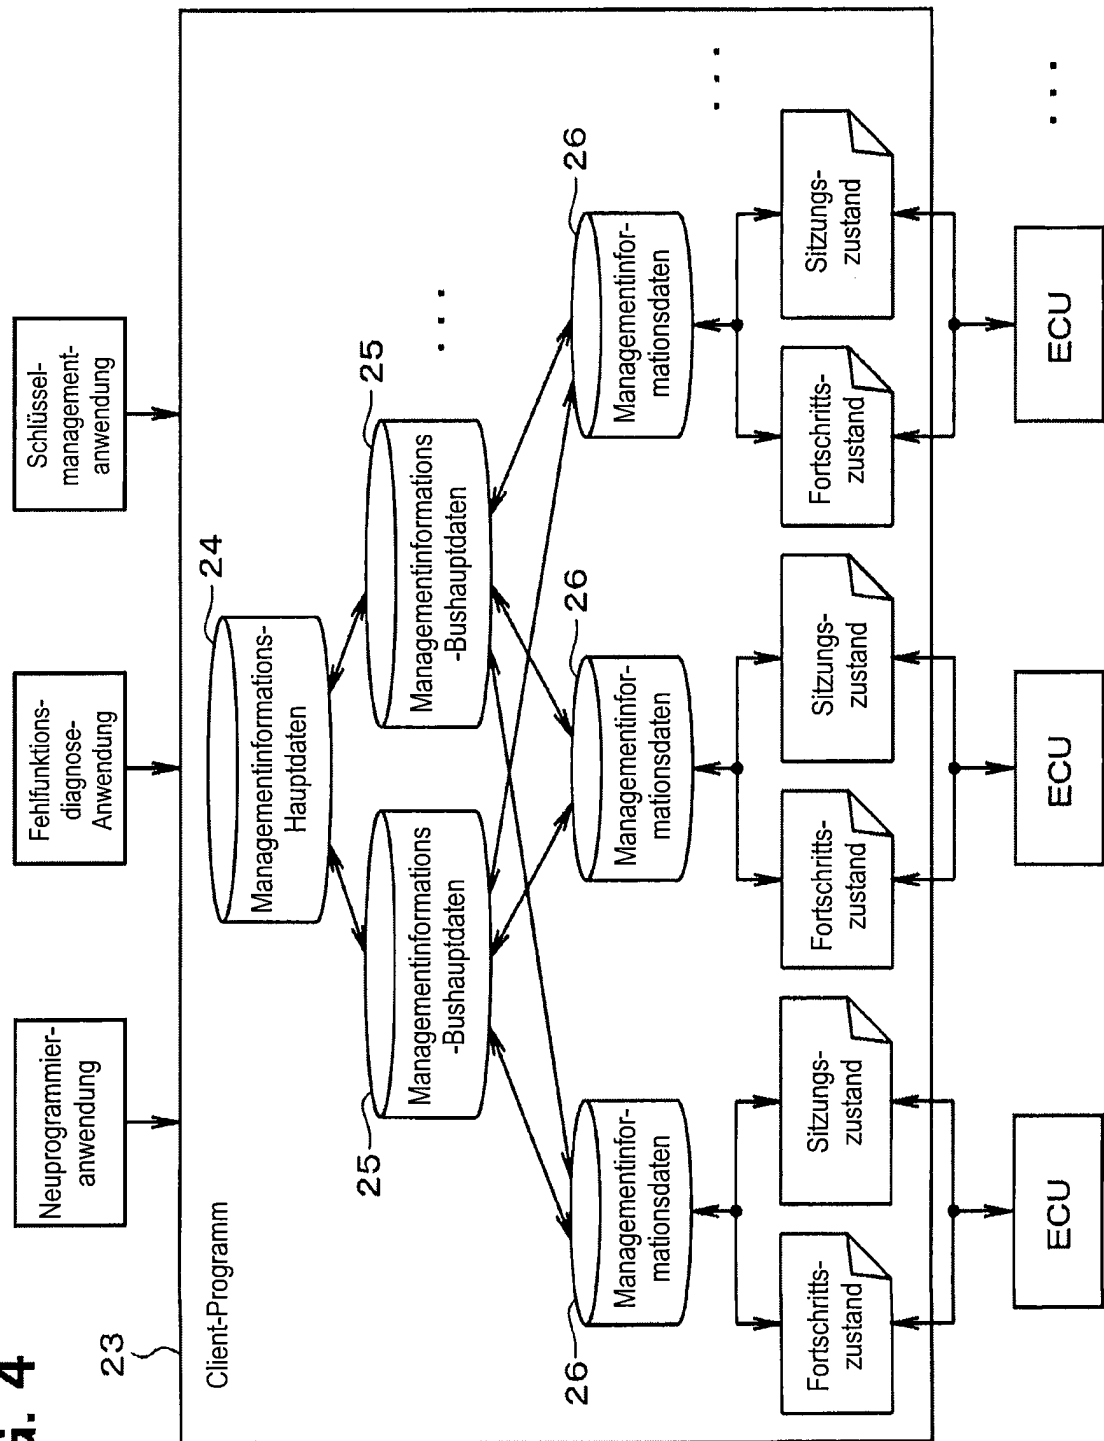 Neuprogrammier-
anwendung
Fehlfunktions-
diagnose-
Anwendung
Schlüssel-
management-
anwendung
23
Client-Programm
24
Managementinformations-
Hauptdaten
25
Managementinformations
-Bushauptdaten
25
Managementinformations
-Bushauptdaten
...
26
Managementinfor-
mationsdaten
26
Managementinfor-
mationsdaten
26
Managementinfor-
mationsdaten
...
Fortschritts-
zustand
Sitzungs-
zustand
Fortschritts-
zustand
Sitzungs-
zustand
Fortschritts-
zustand
Sitzungs-
zustand
ECU
ECU
ECU
...
4